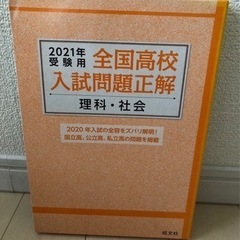 2021年
受験用
全国高校
入試問題正解
理科・社会
2020年入試の全容をズバリ解明!
国立高、公立高、私立高の問題を掲載
旺文社